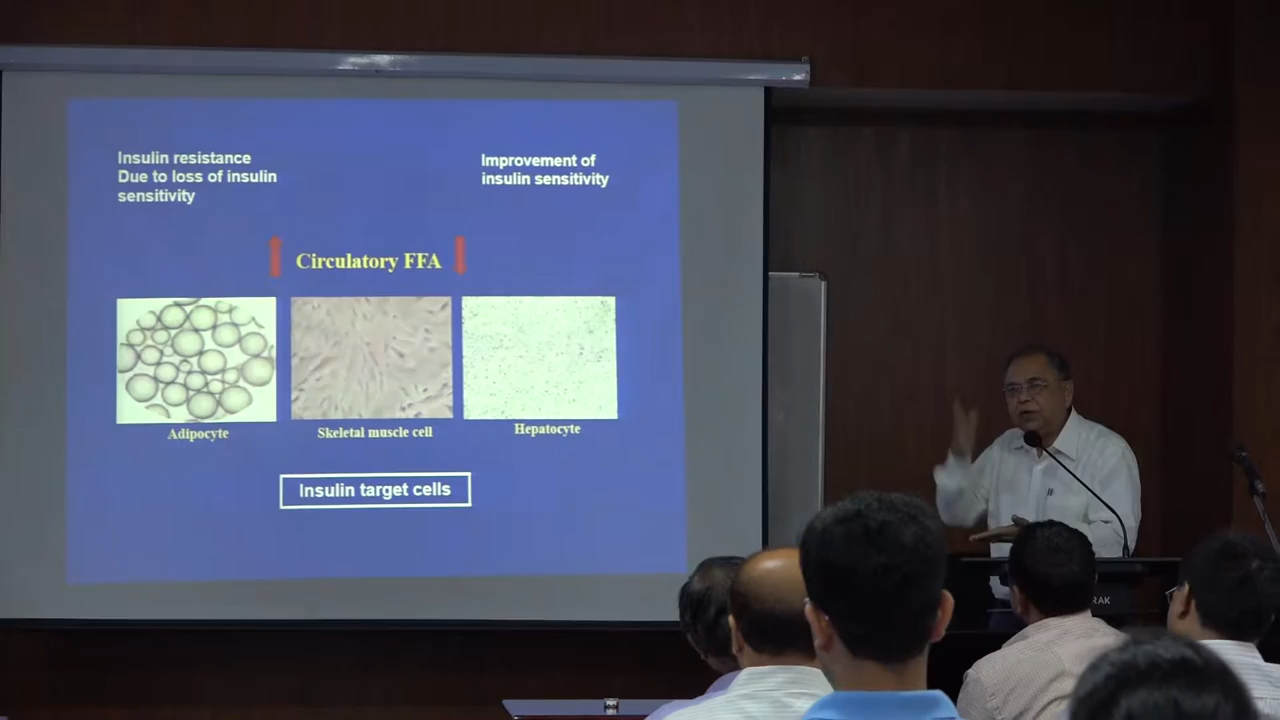 Insulin resistance
Due to loss of insulin
sensitivity
Improvement of
insulin sensitivity
Circulatory FFA
Adipocyte
Skeletal muscle cell
Hepatocyte
Insulin target cells
RAK